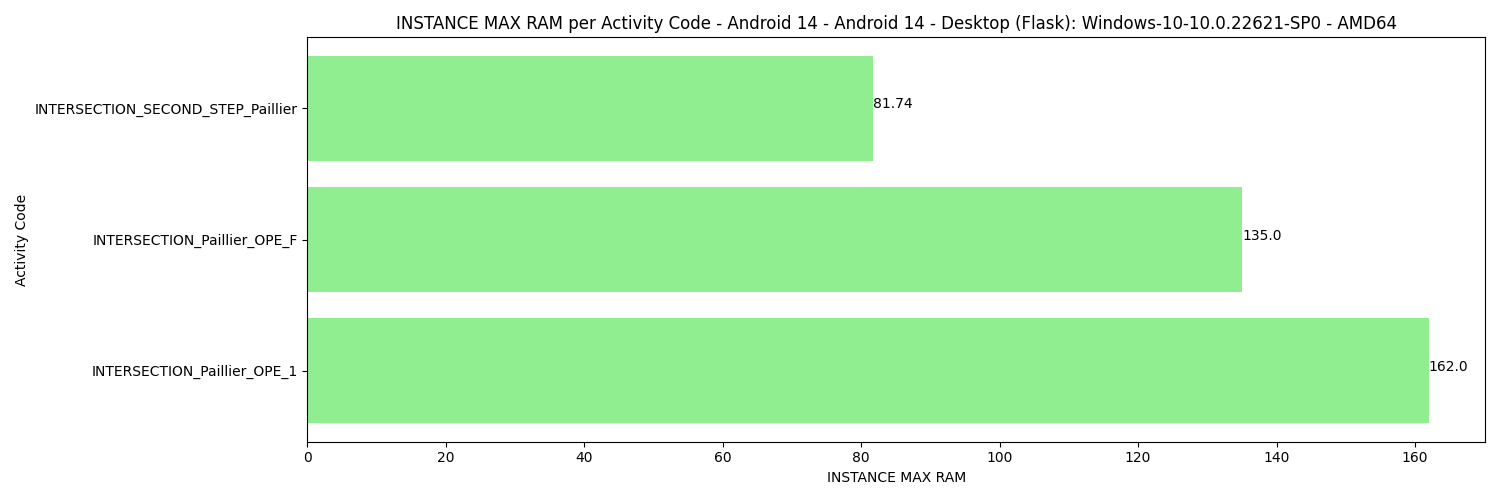 INSTANCE MAX RAM per Activity Code - Android 14 - Android 14 - Desktop (Flask): Windows-10-10.0.22621-SP0 - AMD64
Activity Code
INTERSECTION_SECOND_STEP_Paillier
81.74
INTERSECTION_Paillier_OPE_F
135.0
INTERSECTION_Paillier_OPE_1
162.0
0 20 40 60 80 100 120 140 160
INSTANCE MAX RAM